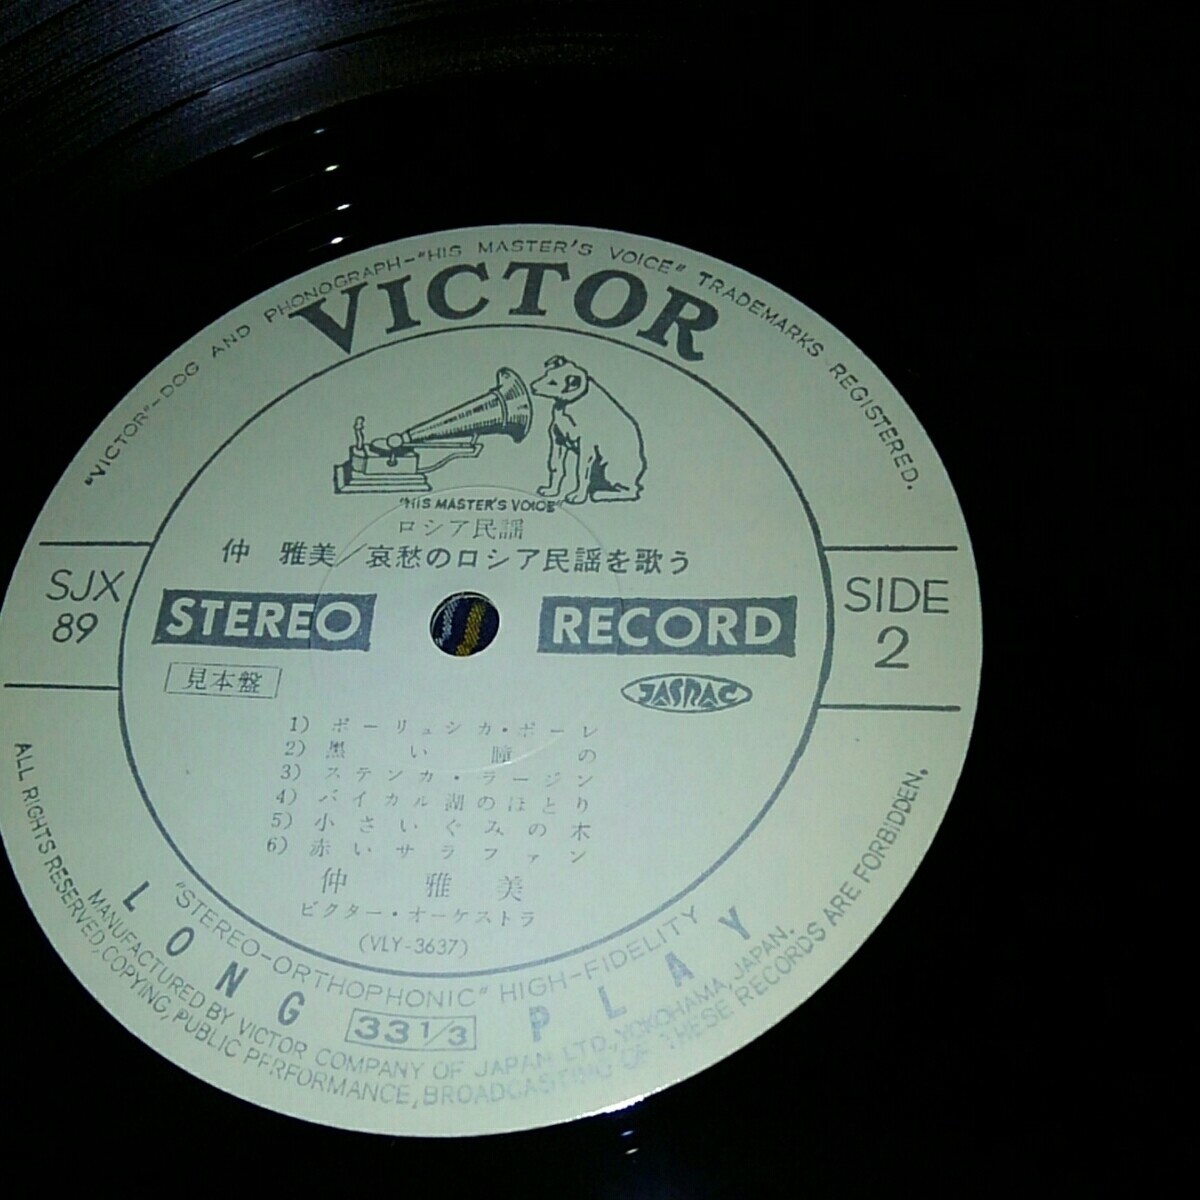 "VICTOR"-DOG AND PHONOGRAPH-"HIS MASTER'S VOICE" TRADEMARKS REGISTERED.
VICTOR
"HIS MASTER'S VOICE"
ロシア民謡
仲 雅美/哀愁のロシア民謡を歌う
SJX
89
STEREO RECORD
SIDE
2
見本盤
JASRAC
1) ポーリュシカ・ポーレ
2) 黒い瞳の
3) ステンカ・ラージン
4) バイカル湖のほとり
5) 小さいぐみの木
6) 赤いサラファン
仲 雅 美
ビクター・オーケストラ
(VLY-3637)
"STEREO-ORTHOPHONIC" HIGH-FIDELITY
LONG 33 1/3 PLAY
MANUFACTURED BY VICTOR COMPANY OF JAPAN LTD., YOKOHAMA, JAPAN.
ALL RIGHTS RESERVED, COPYING, PUBLIC PERFORMANCE, BROADCASTING OF THESE RECORDS ARE FORBIDDEN.